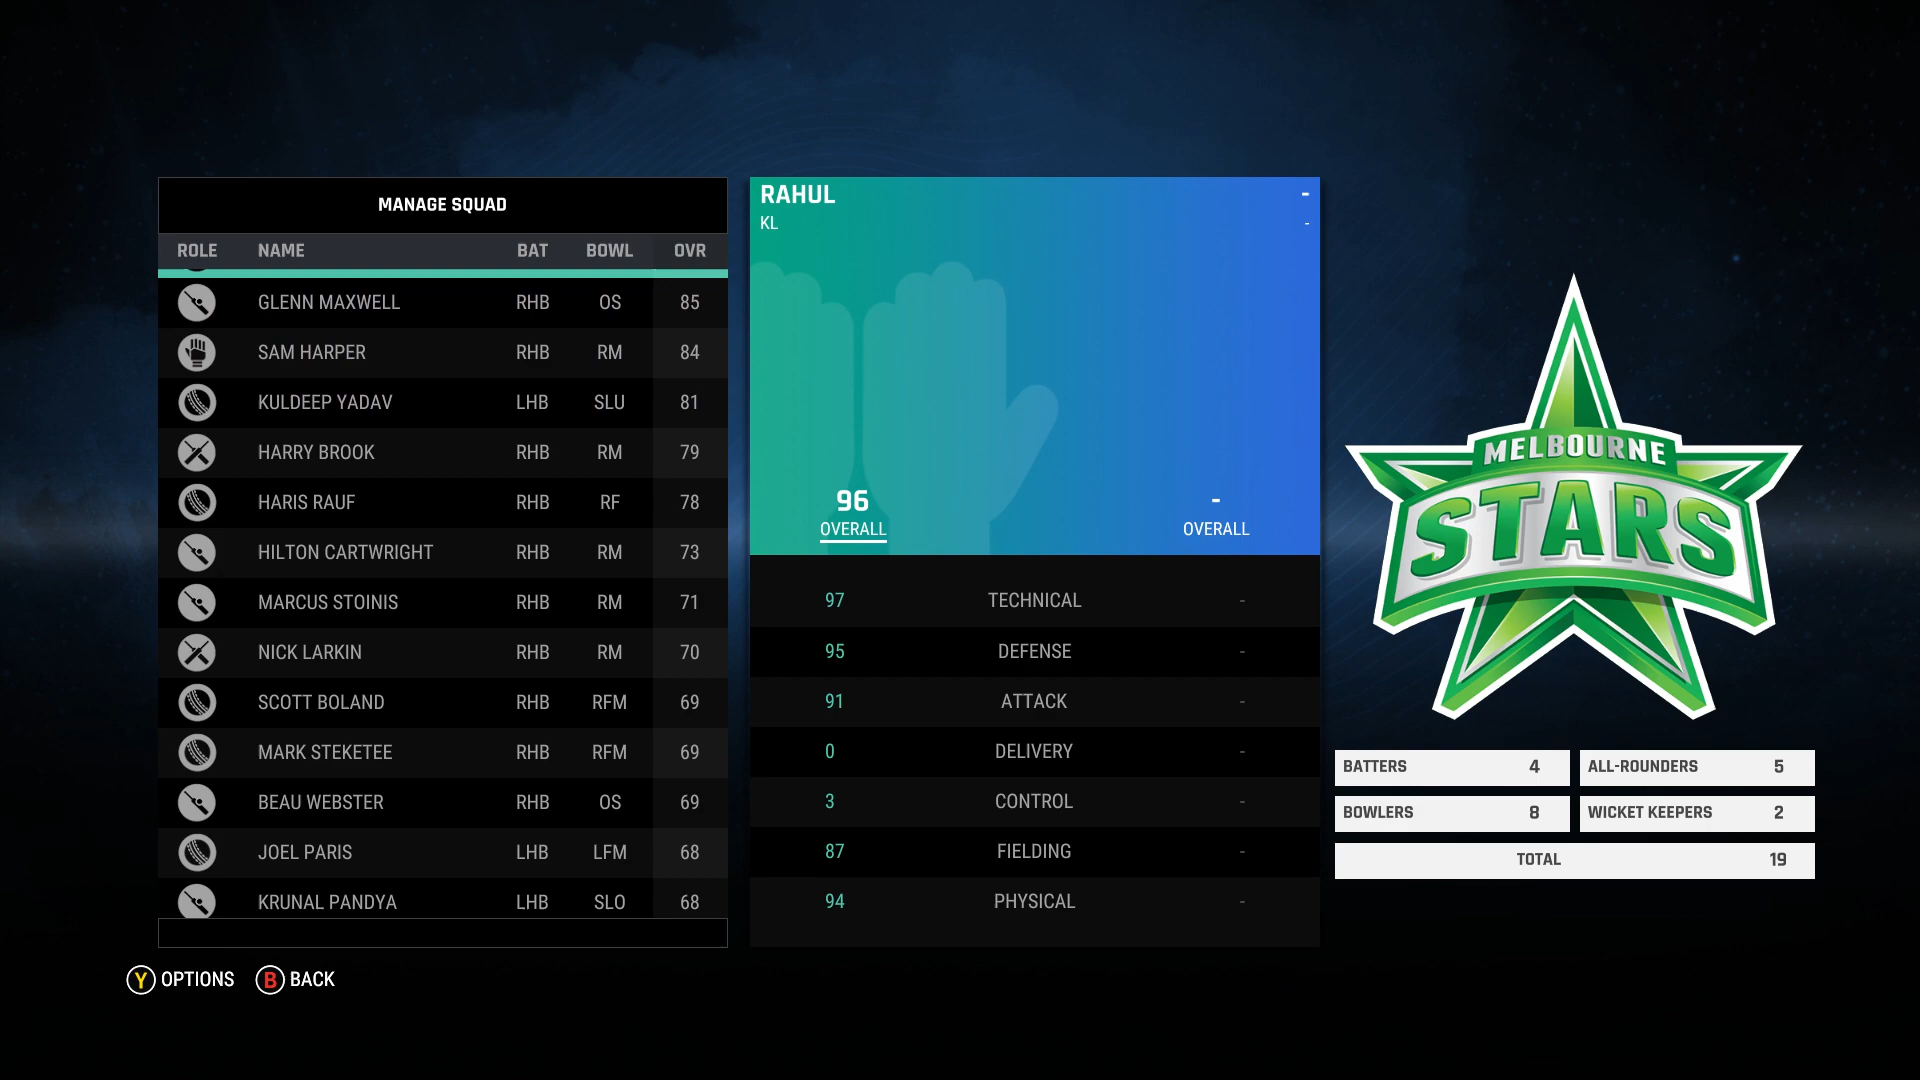 MANAGE SQUAD
ROLE NAME BAT BOWL OVR
GLENN MAXWELL RHB OS 85
SAM HARPER RHB RM 84
KULDEEP YADAV LHB SLU 81
HARRY BROOK RHB RM 79
HARIS RAUF RHB RF 78
HILTON CARTWRIGHT RHB RM 73
MARCUS STOINIS RHB RM 71
NICK LARKIN RHB RM 70
SCOTT BOLAND RHB RFM 69
MARK STEKETEE RHB RFM 69
BEAU WEBSTER RHB OS 69
JOEL PARIS LHB LFM 68
KRUNAL PANDYA LHB SLO 68
RAHUL -
KL -
96 -
OVERALL OVERALL
97 TECHNICAL -
95 DEFENSE -
91 ATTACK -
0 DELIVERY -
3 CONTROL -
87 FIELDING -
94 PHYSICAL -
MELBOURNE
STARS
BATTERS 4 ALL-ROUNDERS 5
BOWLERS 8 WICKET KEEPERS 2
TOTAL 19
Y OPTIONS B BACK